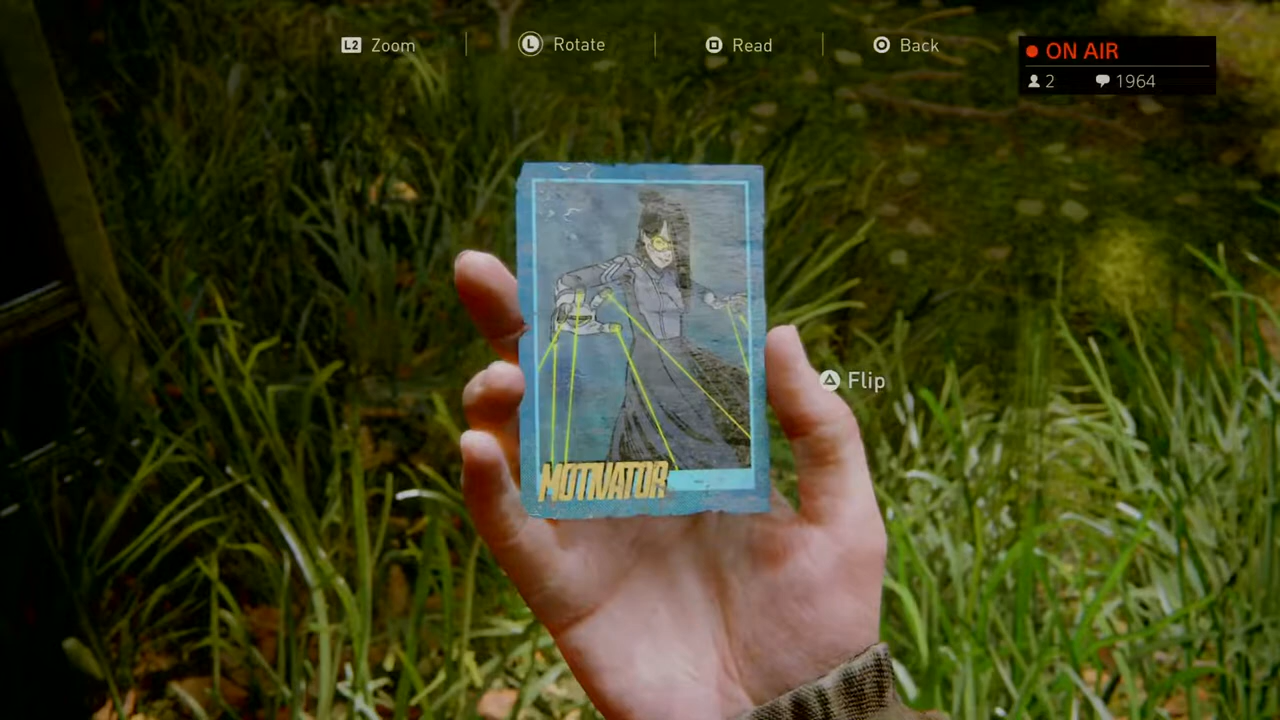 L2 Zoom
L Rotate
Read
Back
ON AIR
2
1964
Flip
MOTIVATOR